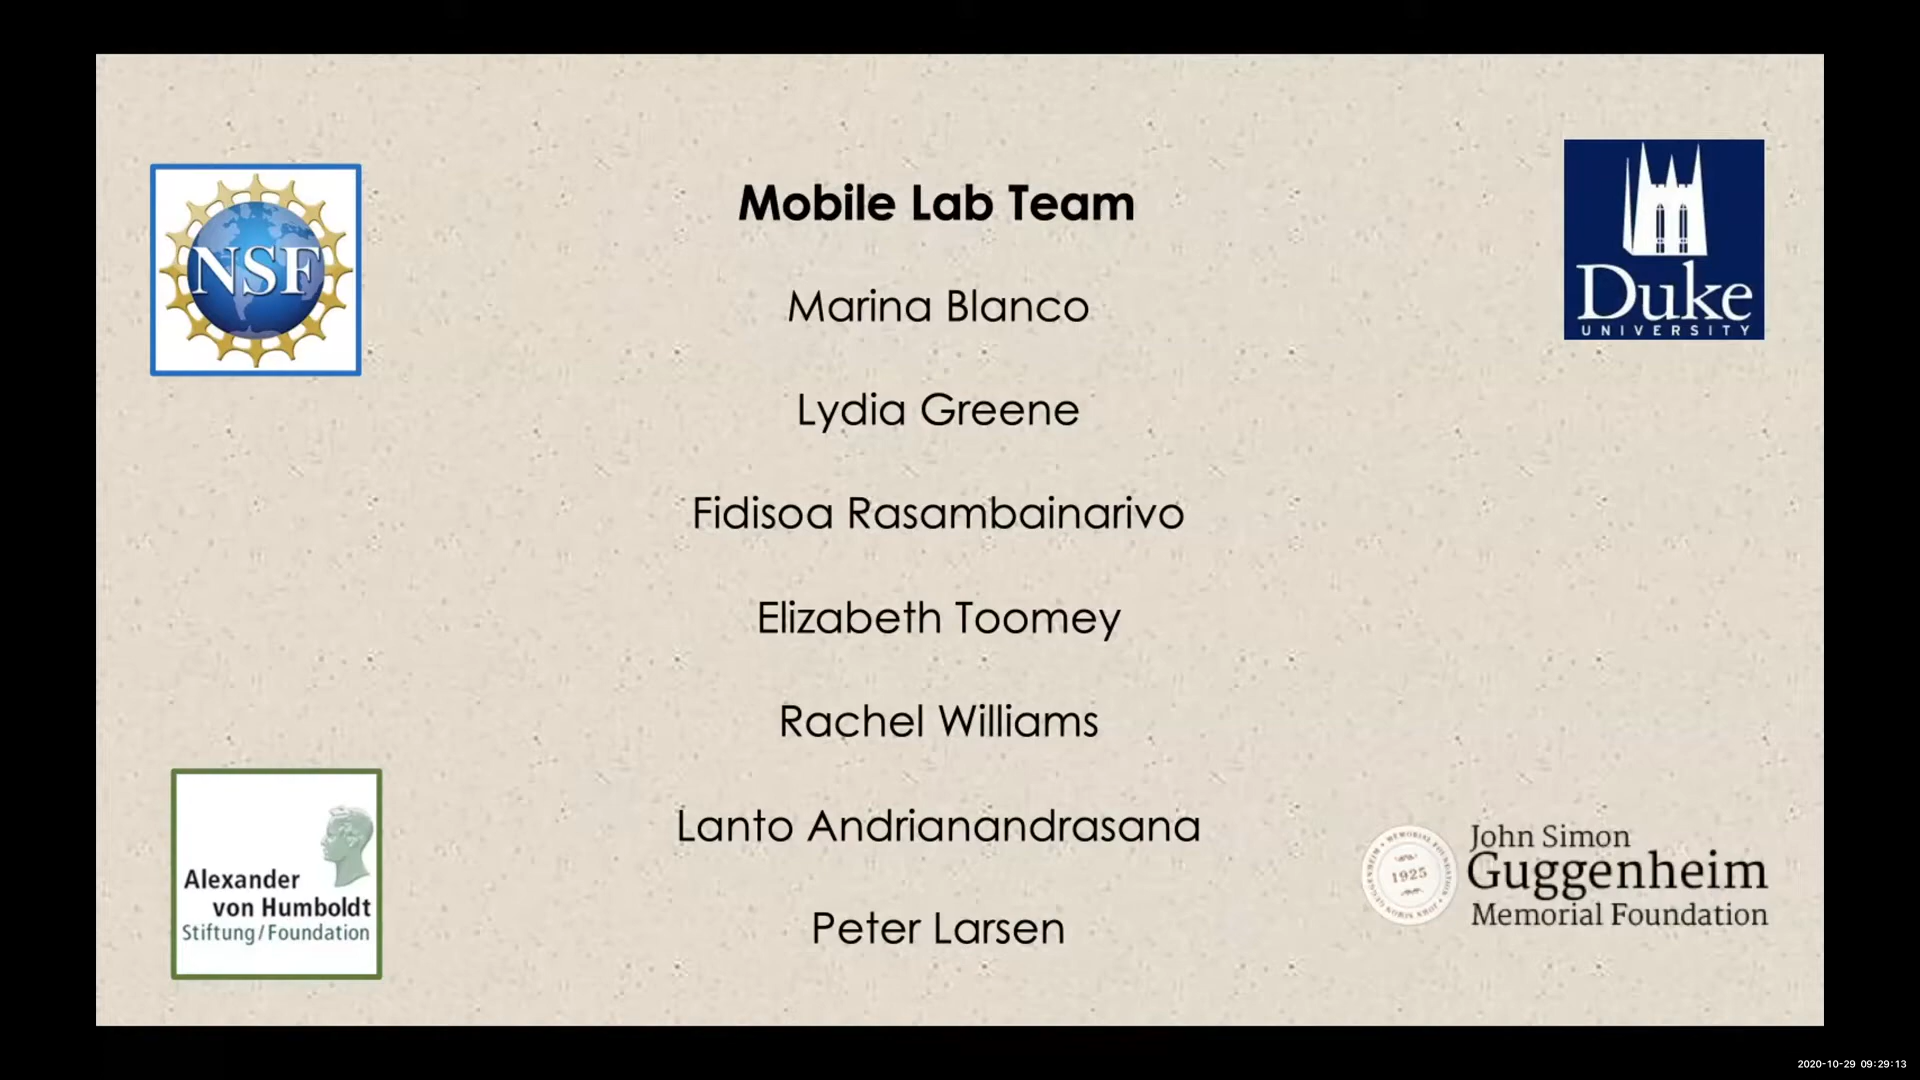 Mobile Lab Team
Marina Blanco
Lydia Greene
Fidisoa Rasambainarivo
Elizabeth Toomey
Rachel Williams
Lanto Andrianandrasana
Peter Larsen
NSF
Duke
UNIVERSITY
Alexander
von Humboldt
Stiftung/Foundation
1925
John Simon
Guggenheim
Memorial Foundation
2020-10-29 09:29:13